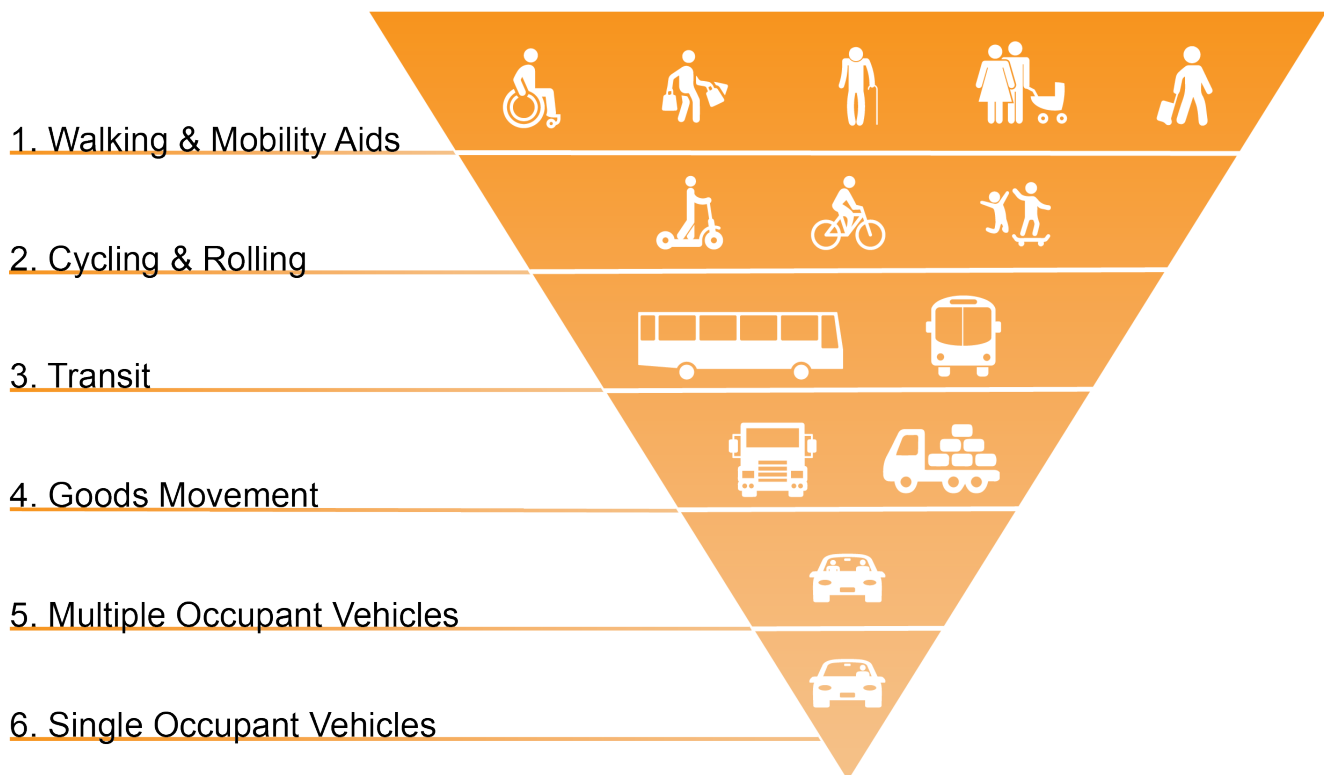 1. Walking & Mobility Aids
2. Cycling & Rolling
3. Transit
4. Goods Movement
5. Multiple Occupant Vehicles
6. Single Occupant Vehicles